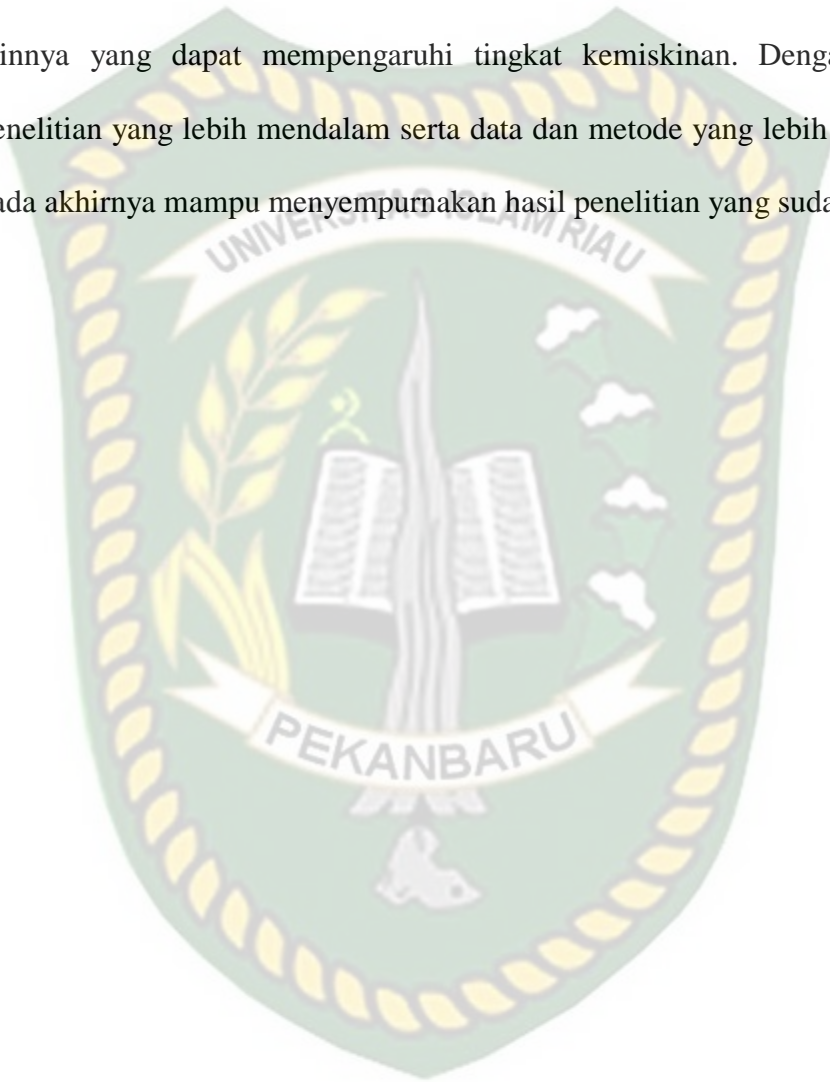 innya yang dapat mempengaruhi tingkat kemiskinan. Denga
enelitian yang lebih mendalam serta data dan metode yang lebih
ada akhirnya mampu menyempurnakan hasil penelitian yang suda
UNIVERSITAS ISLAM RIAU
PEKANBARU